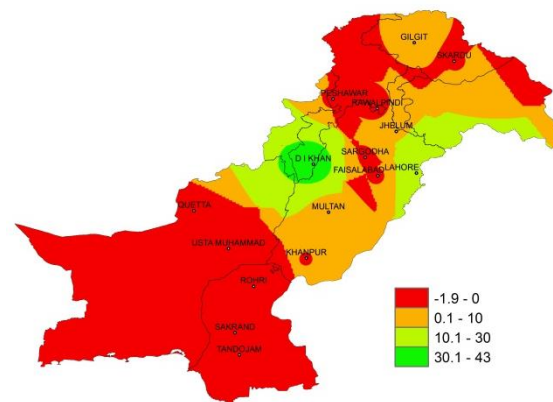 GILGIT
SKARDU
PESHAWAR
RAWALPINDI
JHELUM
SARGODHA
D I KHAN
FAISALABAD
LAHORE
QUETTA
MULTAN
USTA MUHAMMAD
KHANPUR
ROHRI
SAKRAND
TANDOJAM
-1.9 - 0
0.1 - 10
10.1 - 30
30.1 - 43